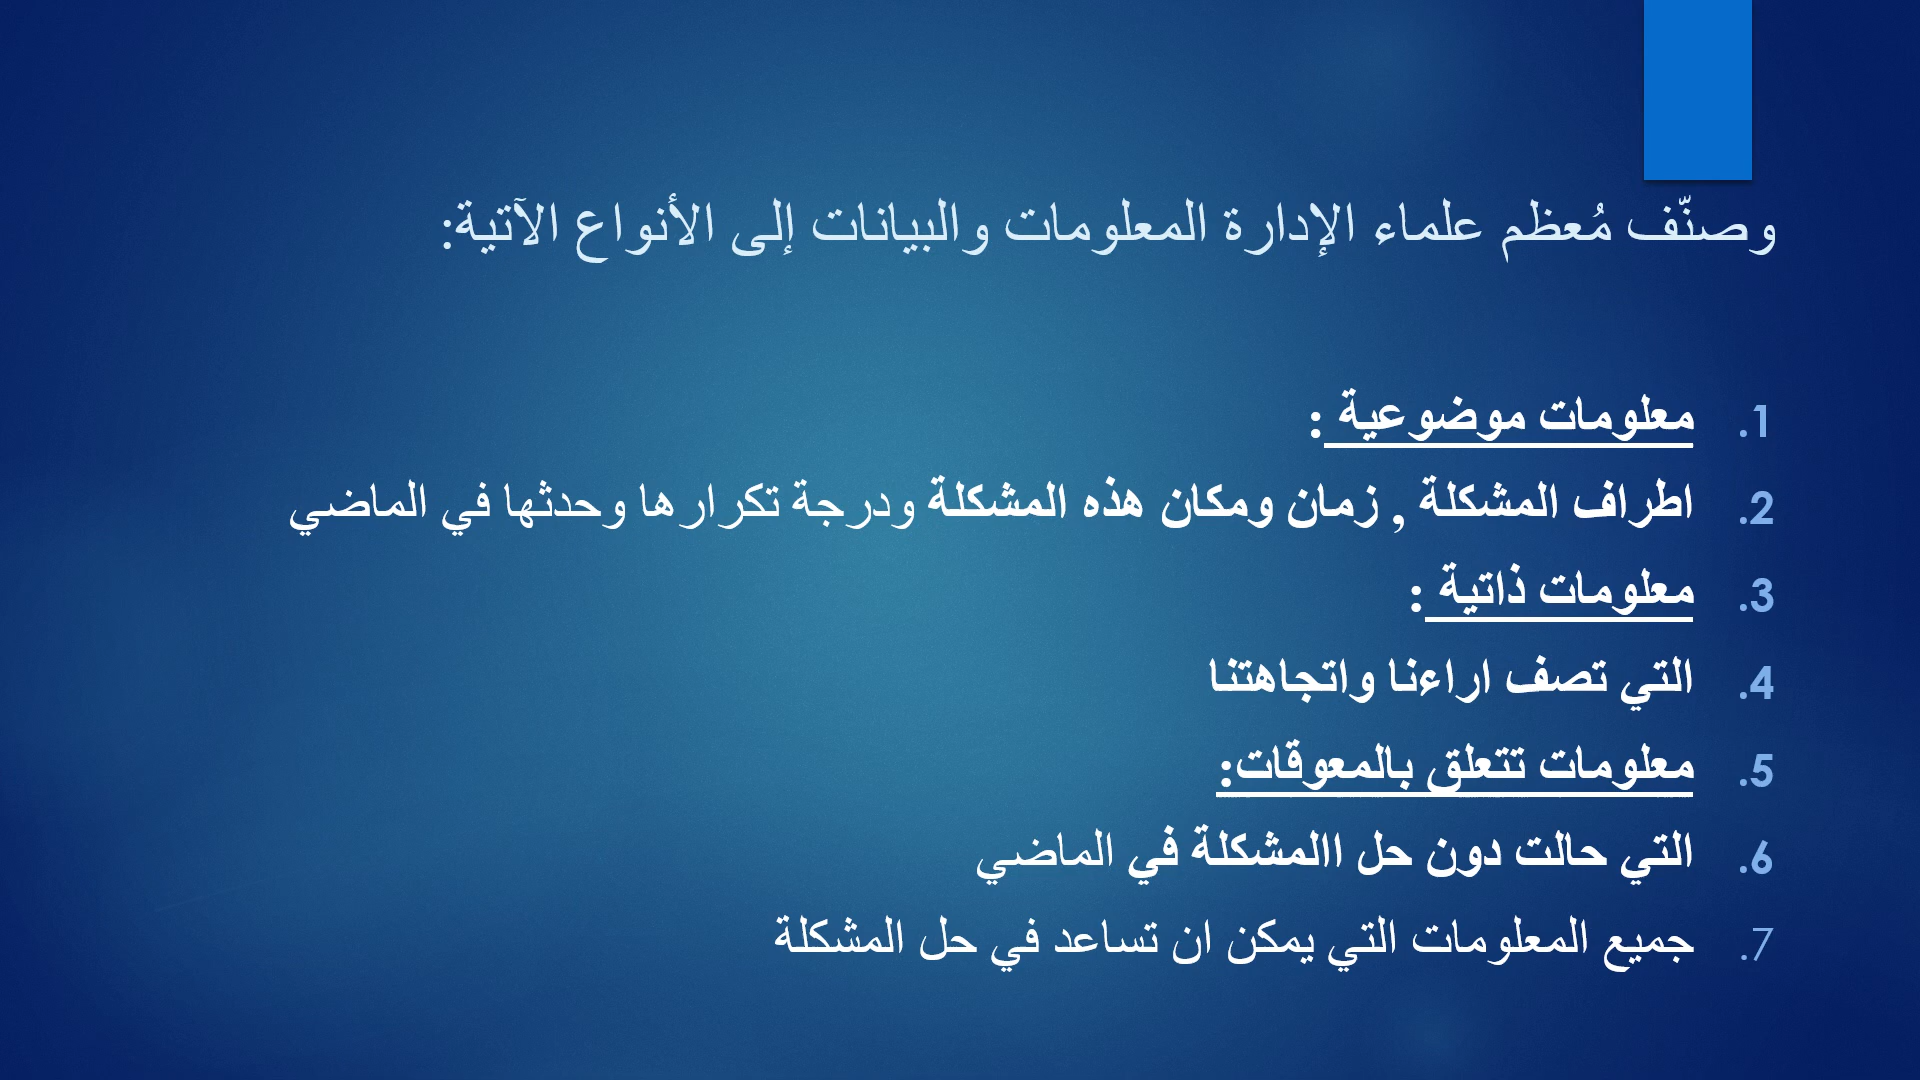 وصنّف مُعظم علماء الإدارة المعلومات والبيانات إلى الأنواع الآتية:
1. معلومات موضوعية :
2. اطراف المشكلة , زمان ومكان هذه المشكلة ودرجة تكرارها وحدثها في الماضي
3. معلومات ذاتية :
4. التي تصف اراءنا واتجاهتنا
5. معلومات تتعلق بالمعوقات:
6. التي حالت دون حل االمشكلة في الماضي
7. جميع المعلومات التي يمكن ان تساعد في حل المشكلة